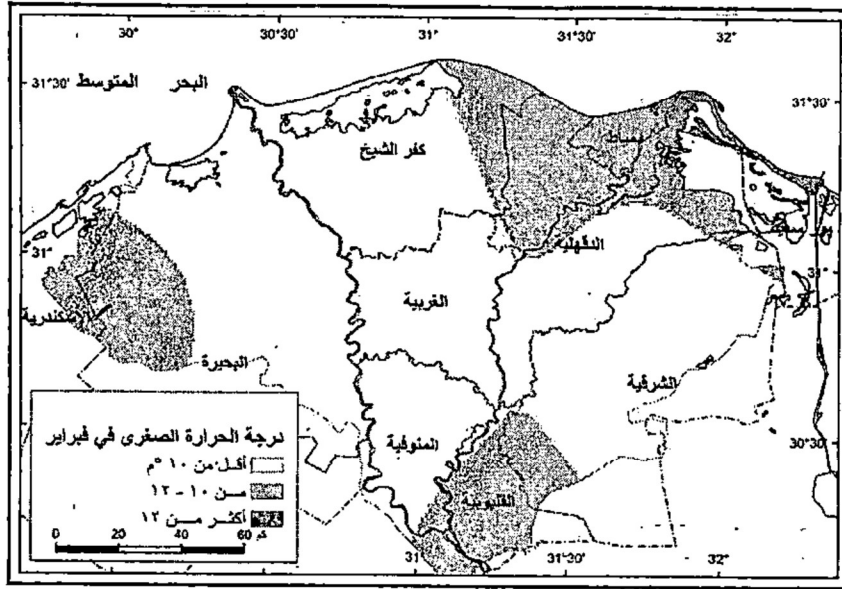 30° 30°30' 31° 31°30' 32°
31°30' البحر المتوسط
31°30'
دمياط
كفر الشيخ
الدقهلية
31°
31°
الغربية
الإسكندرية
البحيرة
الشرقية
درجة الحرارة الصغرى في فبراير
المنوفية
30°30'
أقل من ١٠ °م
من ١٠ - ١٢
القليوبية
أكثر من ١٢
0 20 40 60 كم
31 31°30' 32°